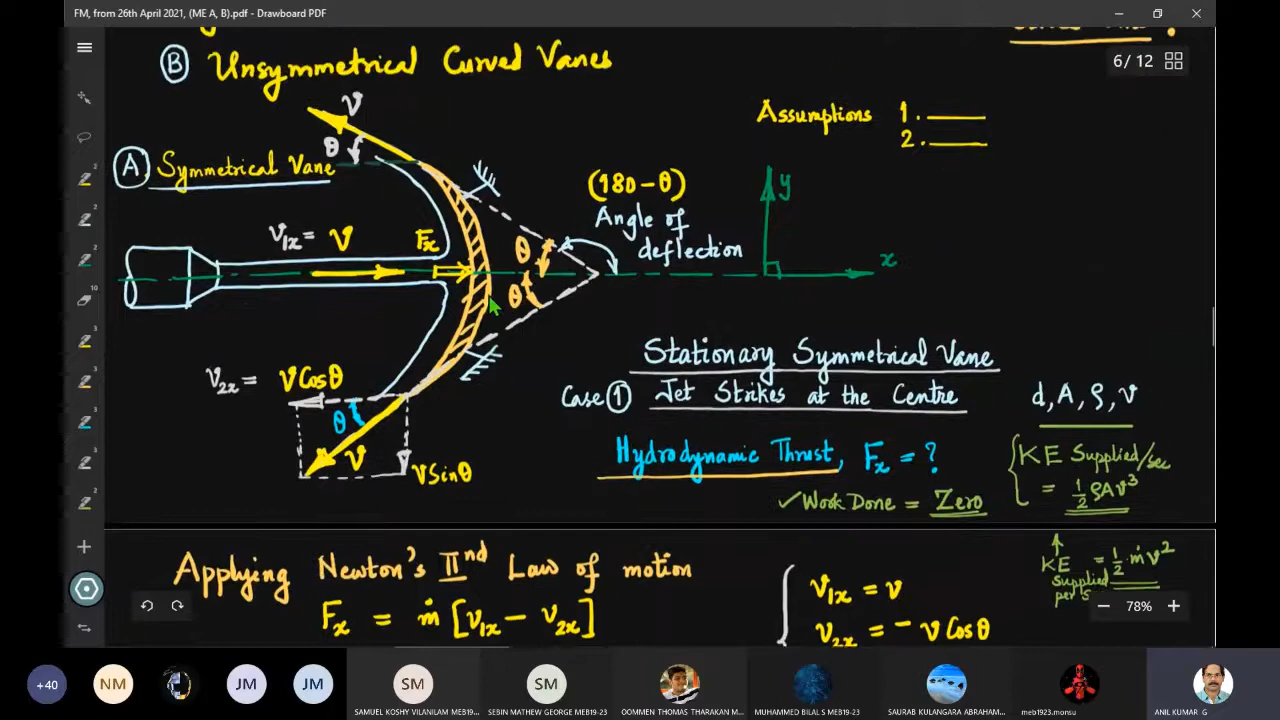 FM, from 26th April 2021, (ME A, B).pdf - Drawboard PDF
6 / 12
B Unsymmetrical Curved Vanes
Assumptions 1. ____
2. ____
V
θ
A Symmetrical Vane
(180 - θ)
Angle of
deflection
y
x
V1x = V
Fx
θ
θ
V2x = V Cosθ
θ
V
V Sinθ
Stationary Symmetrical Vane
Case 1 Jet Strikes at the Centre
d, A, ρ, v
Hydrodynamic Thrust, Fx = ?
KE Supplied/sec
= 1/2 ρAv³
✓Work Done = Zero
Applying Newton's IInd Law of motion
KE = 1/2 ṁ v²
Supplied
per s
Fx = ṁ [V1x - V2x]
V1x = v
V2x = - v Cosθ
78%
+40
NM
JM
JM
SM
SM
SAMUEL KOSHY VILANILAM MEB19...
SEBIN MATHEW GEORGE MEB19-23
OOMMEN THOMAS THARAKAN M...
MUHAMMED BILAL S MEB19-23
SAURAB KULANGARA ABRAHAM...
meb1923.monsu
ANIL KUMAR G